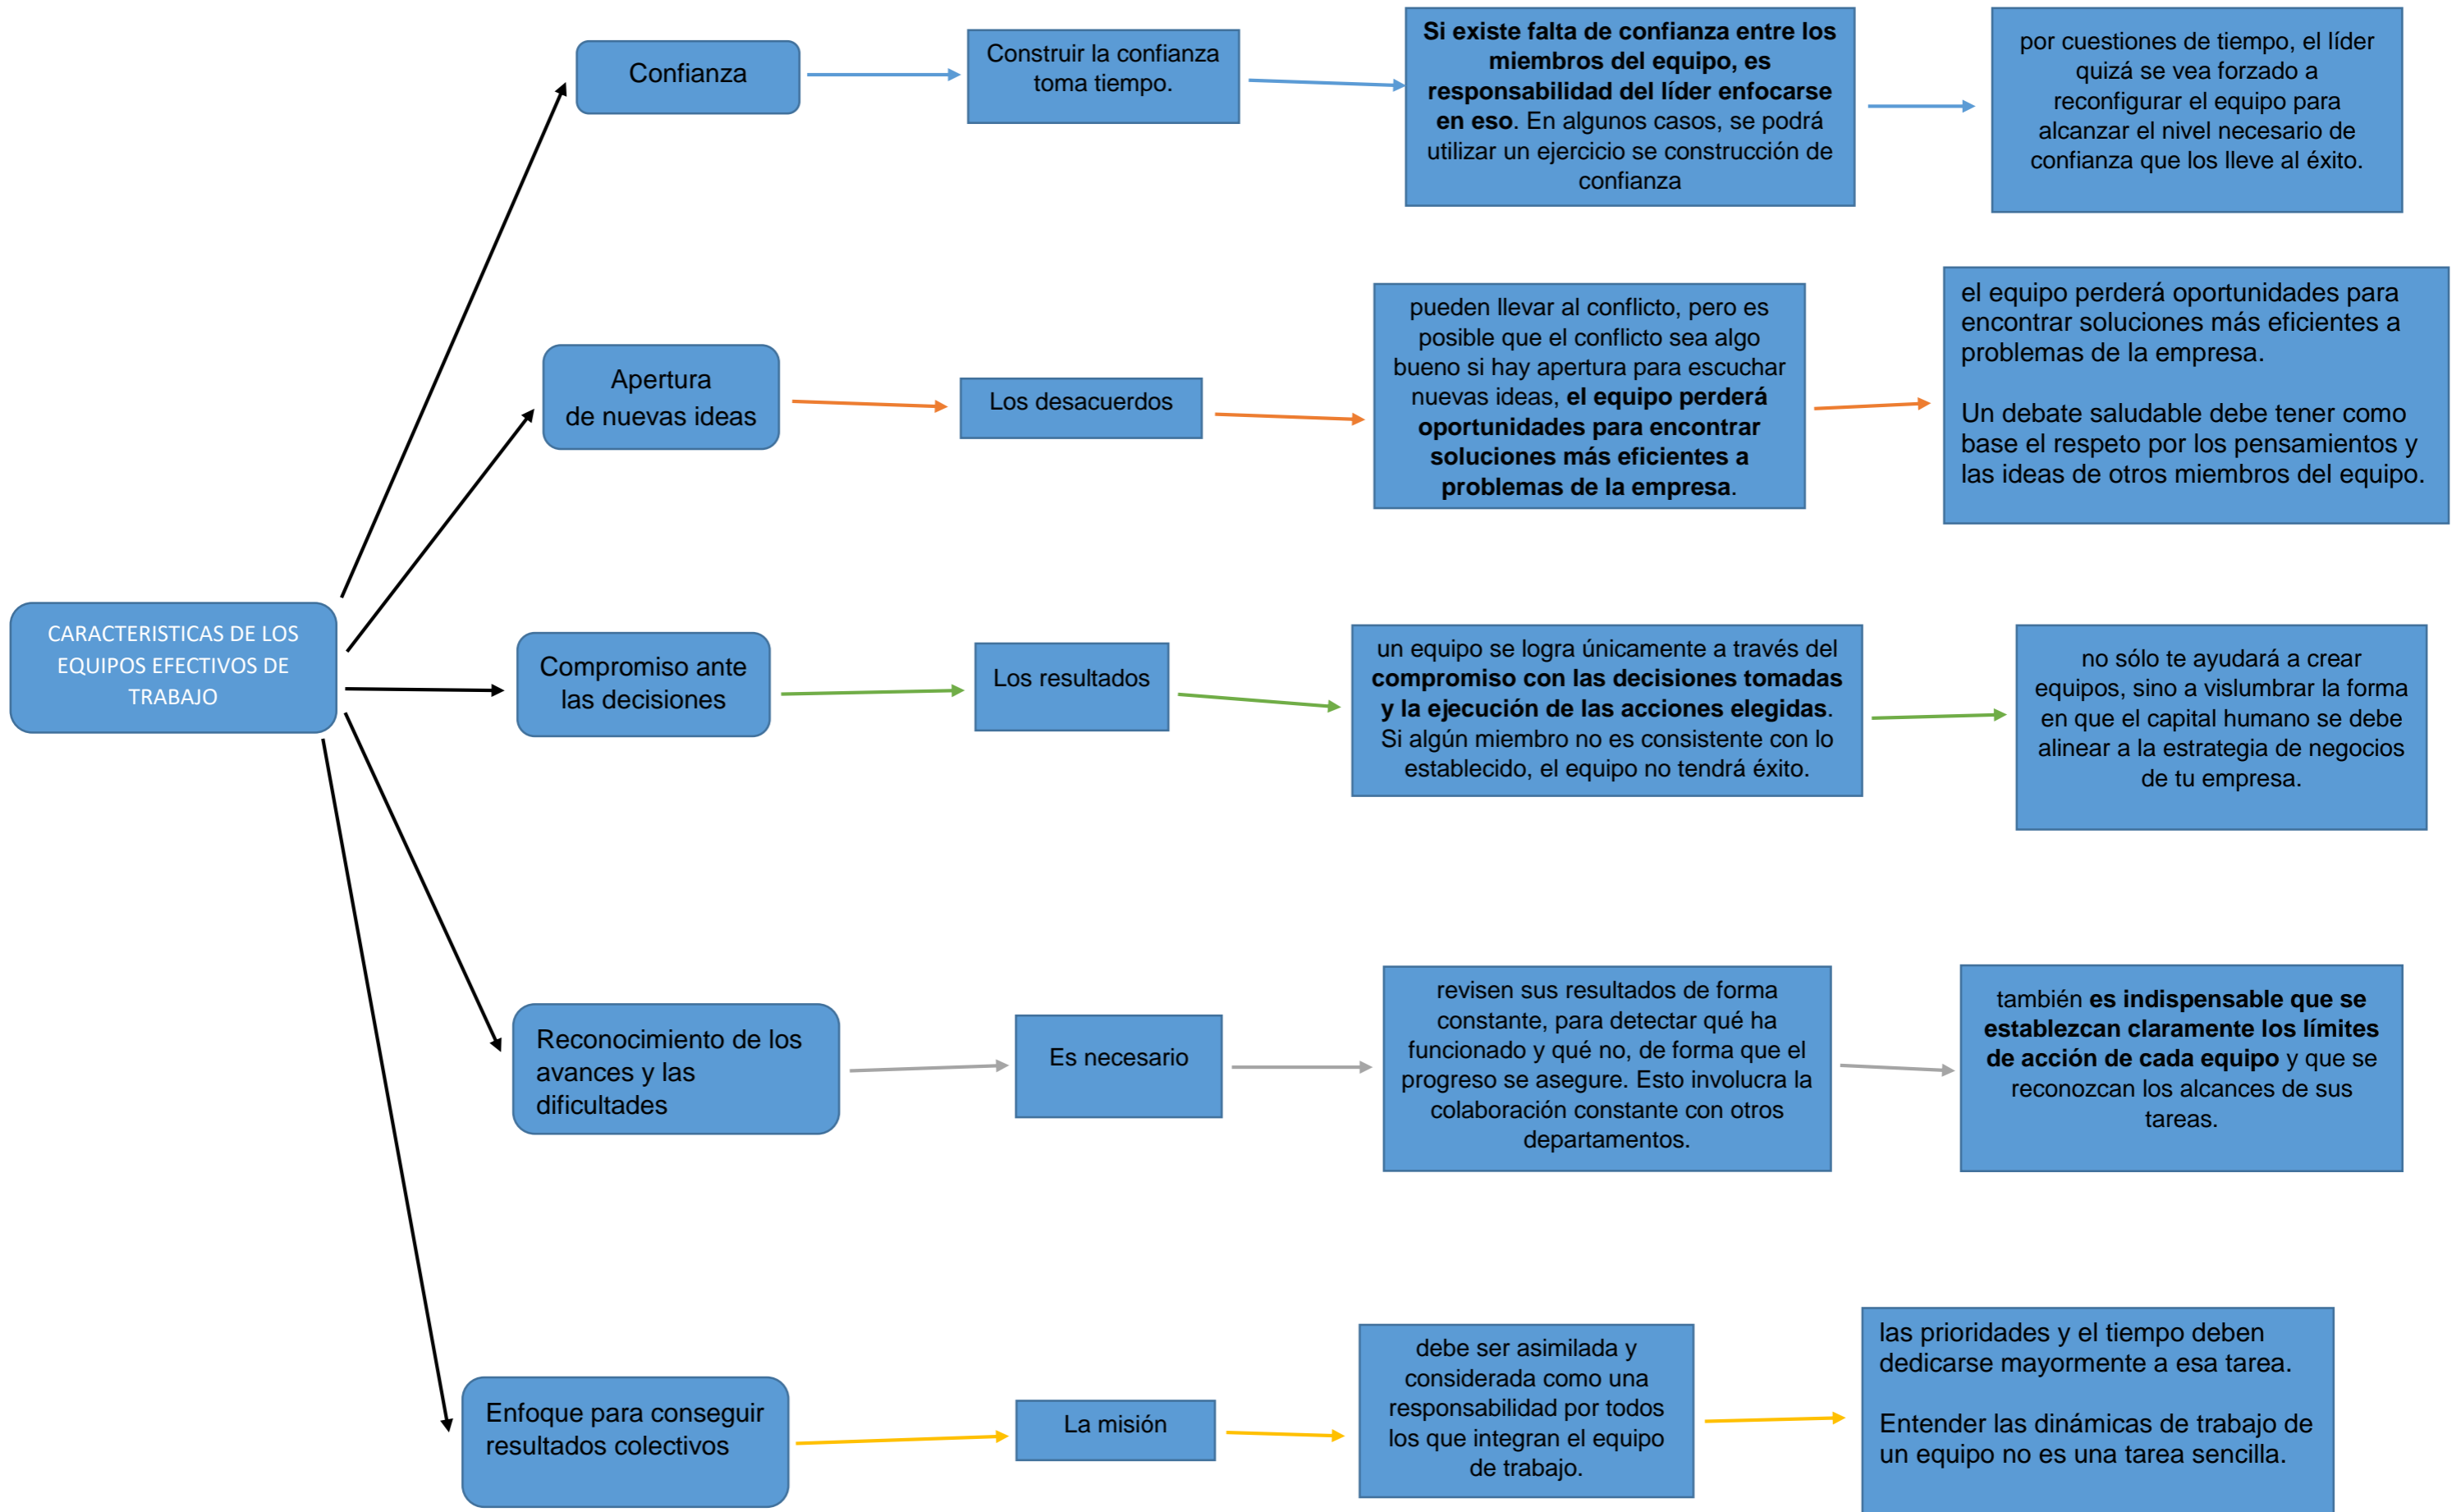 CARACTERISTICAS DE LOS
EQUIPOS EFECTIVOS DE
TRABAJO
Confianza
Construir la confianza
toma tiempo.
Si existe falta de confianza entre los
miembros del equipo, es
responsabilidad del líder enfocarse
en eso. En algunos casos, se podrá
utilizar un ejercicio se construcción de
confianza
por cuestiones de tiempo, el líder
quizá se vea forzado a
reconfigurar el equipo para
alcanzar el nivel necesario de
confianza que los lleve al éxito.
Apertura
de nuevas ideas
Los desacuerdos
pueden llevar al conflicto, pero es
posible que el conflicto sea algo
bueno si hay apertura para escuchar
nuevas ideas, el equipo perderá
oportunidades para encontrar
soluciones más eficientes a
problemas de la empresa.
el equipo perderá oportunidades para
encontrar soluciones más eficientes a
problemas de la empresa.
Un debate saludable debe tener como
base el respeto por los pensamientos y
las ideas de otros miembros del equipo.
Compromiso ante
las decisiones
Los resultados
un equipo se logra únicamente a través del
compromiso con las decisiones tomadas
y la ejecución de las acciones elegidas.
Si algún miembro no es consistente con lo
establecido, el equipo no tendrá éxito.
no sólo te ayudará a crear
equipos, sino a vislumbrar la forma
en que el capital humano se debe
alinear a la estrategia de negocios
de tu empresa.
Reconocimiento de los
avances y las
dificultades
Es necesario
revisen sus resultados de forma
constante, para detectar qué ha
funcionado y qué no, de forma que el
progreso se asegure. Esto involucra la
colaboración constante con otros
departamentos.
también es indispensable que se
establezcan claramente los límites
de acción de cada equipo y que se
reconozcan los alcances de sus
tareas.
Enfoque para conseguir
resultados colectivos
La misión
debe ser asimilada y
considerada como una
responsabilidad por todos
los que integran el equipo
de trabajo.
las prioridades y el tiempo deben
dedicarse mayormente a esa tarea.
Entender las dinámicas de trabajo de
un equipo no es una tarea sencilla.